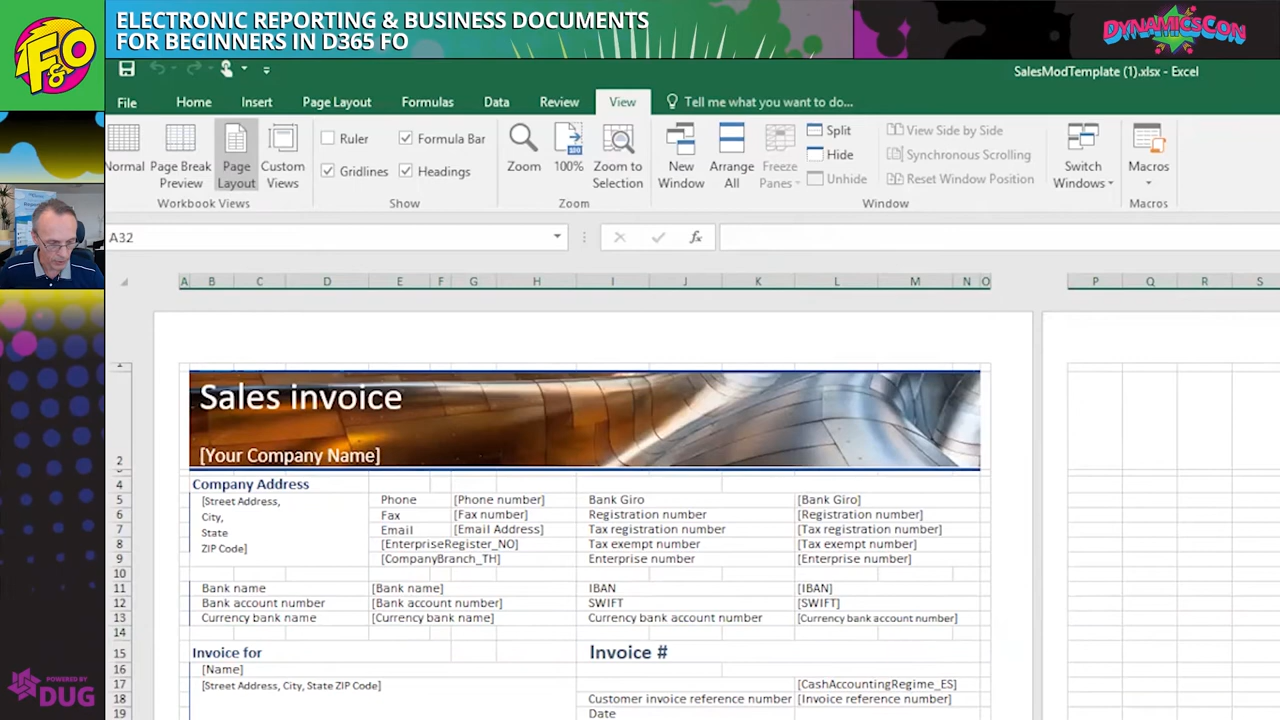 ELECTRONIC REPORTING & BUSINESS DOCUMENTS
FOR BEGINNERS IN D365 FO
F&O
DYNAMICSCON
SalesModTemplate (1).xlsx - Excel
File Home Insert Page Layout Formulas Data Review View Tell me what you want to do...
Normal
Page Break Preview
Page Layout
Custom Views
Workbook Views
Ruler
Formula Bar
Gridlines
Headings
Show
Zoom
100%
Zoom to Selection
Zoom
New Window
Arrange All
Freeze Panes
Split
Hide
Unhide
View Side by Side
Synchronous Scrolling
Reset Window Position
Window
Switch Windows
Macros
Macros
A32
fx
A B C D E F G H I J K L M N O P Q R S
1
Sales invoice
2 [Your Company Name]
4 Company Address
5 [Street Address, Phone [Phone number] Bank Giro [Bank Giro]
6 City, Fax [Fax number] Registration number [Registration number]
7 State Email [Email Address] Tax registration number [Tax registration number]
8 ZIP Code] [EnterpriseRegister_NO] Tax exempt number [Tax exempt number]
9 [CompanyBranch_TH] Enterprise number [Enterprise number]
10
11 Bank name [Bank name] IBAN [IBAN]
12 Bank account number [Bank account number] SWIFT [SWIFT]
13 Currency bank name [Currency bank name] Currency bank account number [Currency bank account number]
14
15 Invoice for Invoice #
16 [Name]
17 [Street Address, City, State ZIP Code] [CashAccountingRegime_ES]
18 Customer invoice reference number [Invoice reference number]
19 Date
POWERED BY
DUG